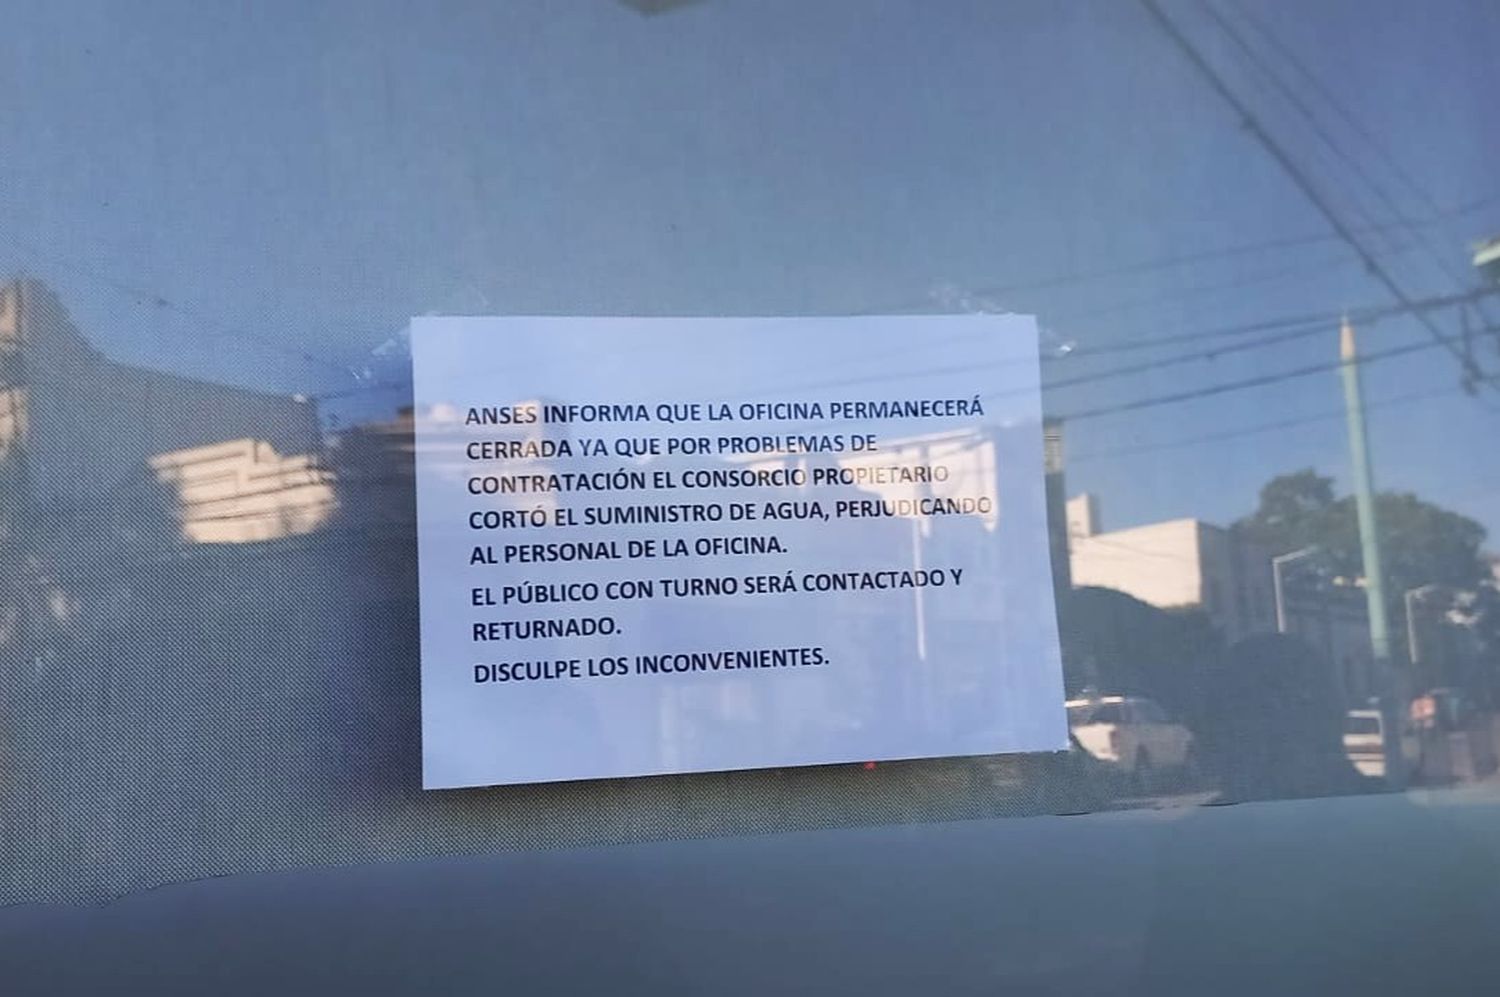 ANSES INFORMA QUE LA OFICINA PERMANECERÁ
CERRADA YA QUE POR PROBLEMAS DE
CONTRATACIÓN EL CONSORCIO PROPIETARIO
CORTÓ EL SUMINISTRO DE AGUA, PERJUDICANDO
AL PERSONAL DE LA OFICINA.
EL PÚBLICO CON TURNO SERÁ CONTACTADO Y
RETURNADO.
DISCULPE LOS INCONVENIENTES.